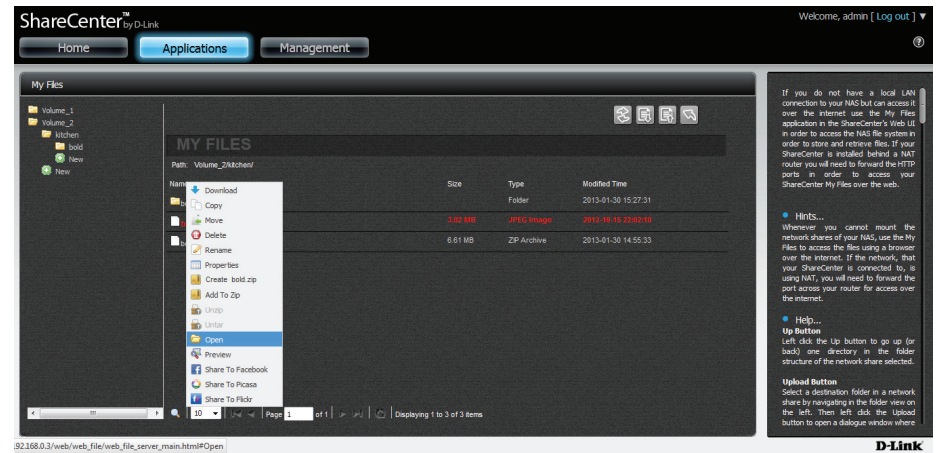 ShareCenter™ by D-Link
Welcome, admin [ Log out ] ▼
Home Applications Management
My Files
Volume_1
Volume_2
kitchen
bold
New
New
MY FILES
Path: Volume_2/kitchen/
Size Type Modified Time
Folder 2013-01-30 15:27:31
3.92 MB JPEG Image 2012-10-15 22:02:10
6.61 MB ZIP Archive 2013-01-30 14:55:33
Download
Copy
Move
Delete
Rename
Properties
Create bold.zip
Add To Zip
Unzip
Untar
Open
Preview
Share To Facebook
Share To Picasa
Share To Flickr
10 Page 1 of 1 Displaying 1 to 3 of 3 items
If you do not have a local LAN
connection to your NAS but can access it
over the internet use the My Files
application in the ShareCenter's Web UI
in order to access the NAS file system in
order to store and retrieve files. If your
ShareCenter is installed behind a NAT
router you will need to forward the HTTP
ports in order to access your
ShareCenter My Files over the web.
Hints...
Whenever you cannot mount the
network shares of your NAS, use the My
Files to access the files using a browser
over the internet. If the network, that
your ShareCenter is connected to, is
using NAT, you will need to forward the
port across your router for access over
the internet.
Help...
Up Button
Left click the Up button to go up (or
back) one directory in the folder
structure of the network share selected.
Upload Button
Select a destination folder in a network
share by navigating in the folder view on
the left. Then left click the Upload
button to open a dialogue window where
92.168.0.3/web/web_file/web_file_server_main.html#Open
D-Link